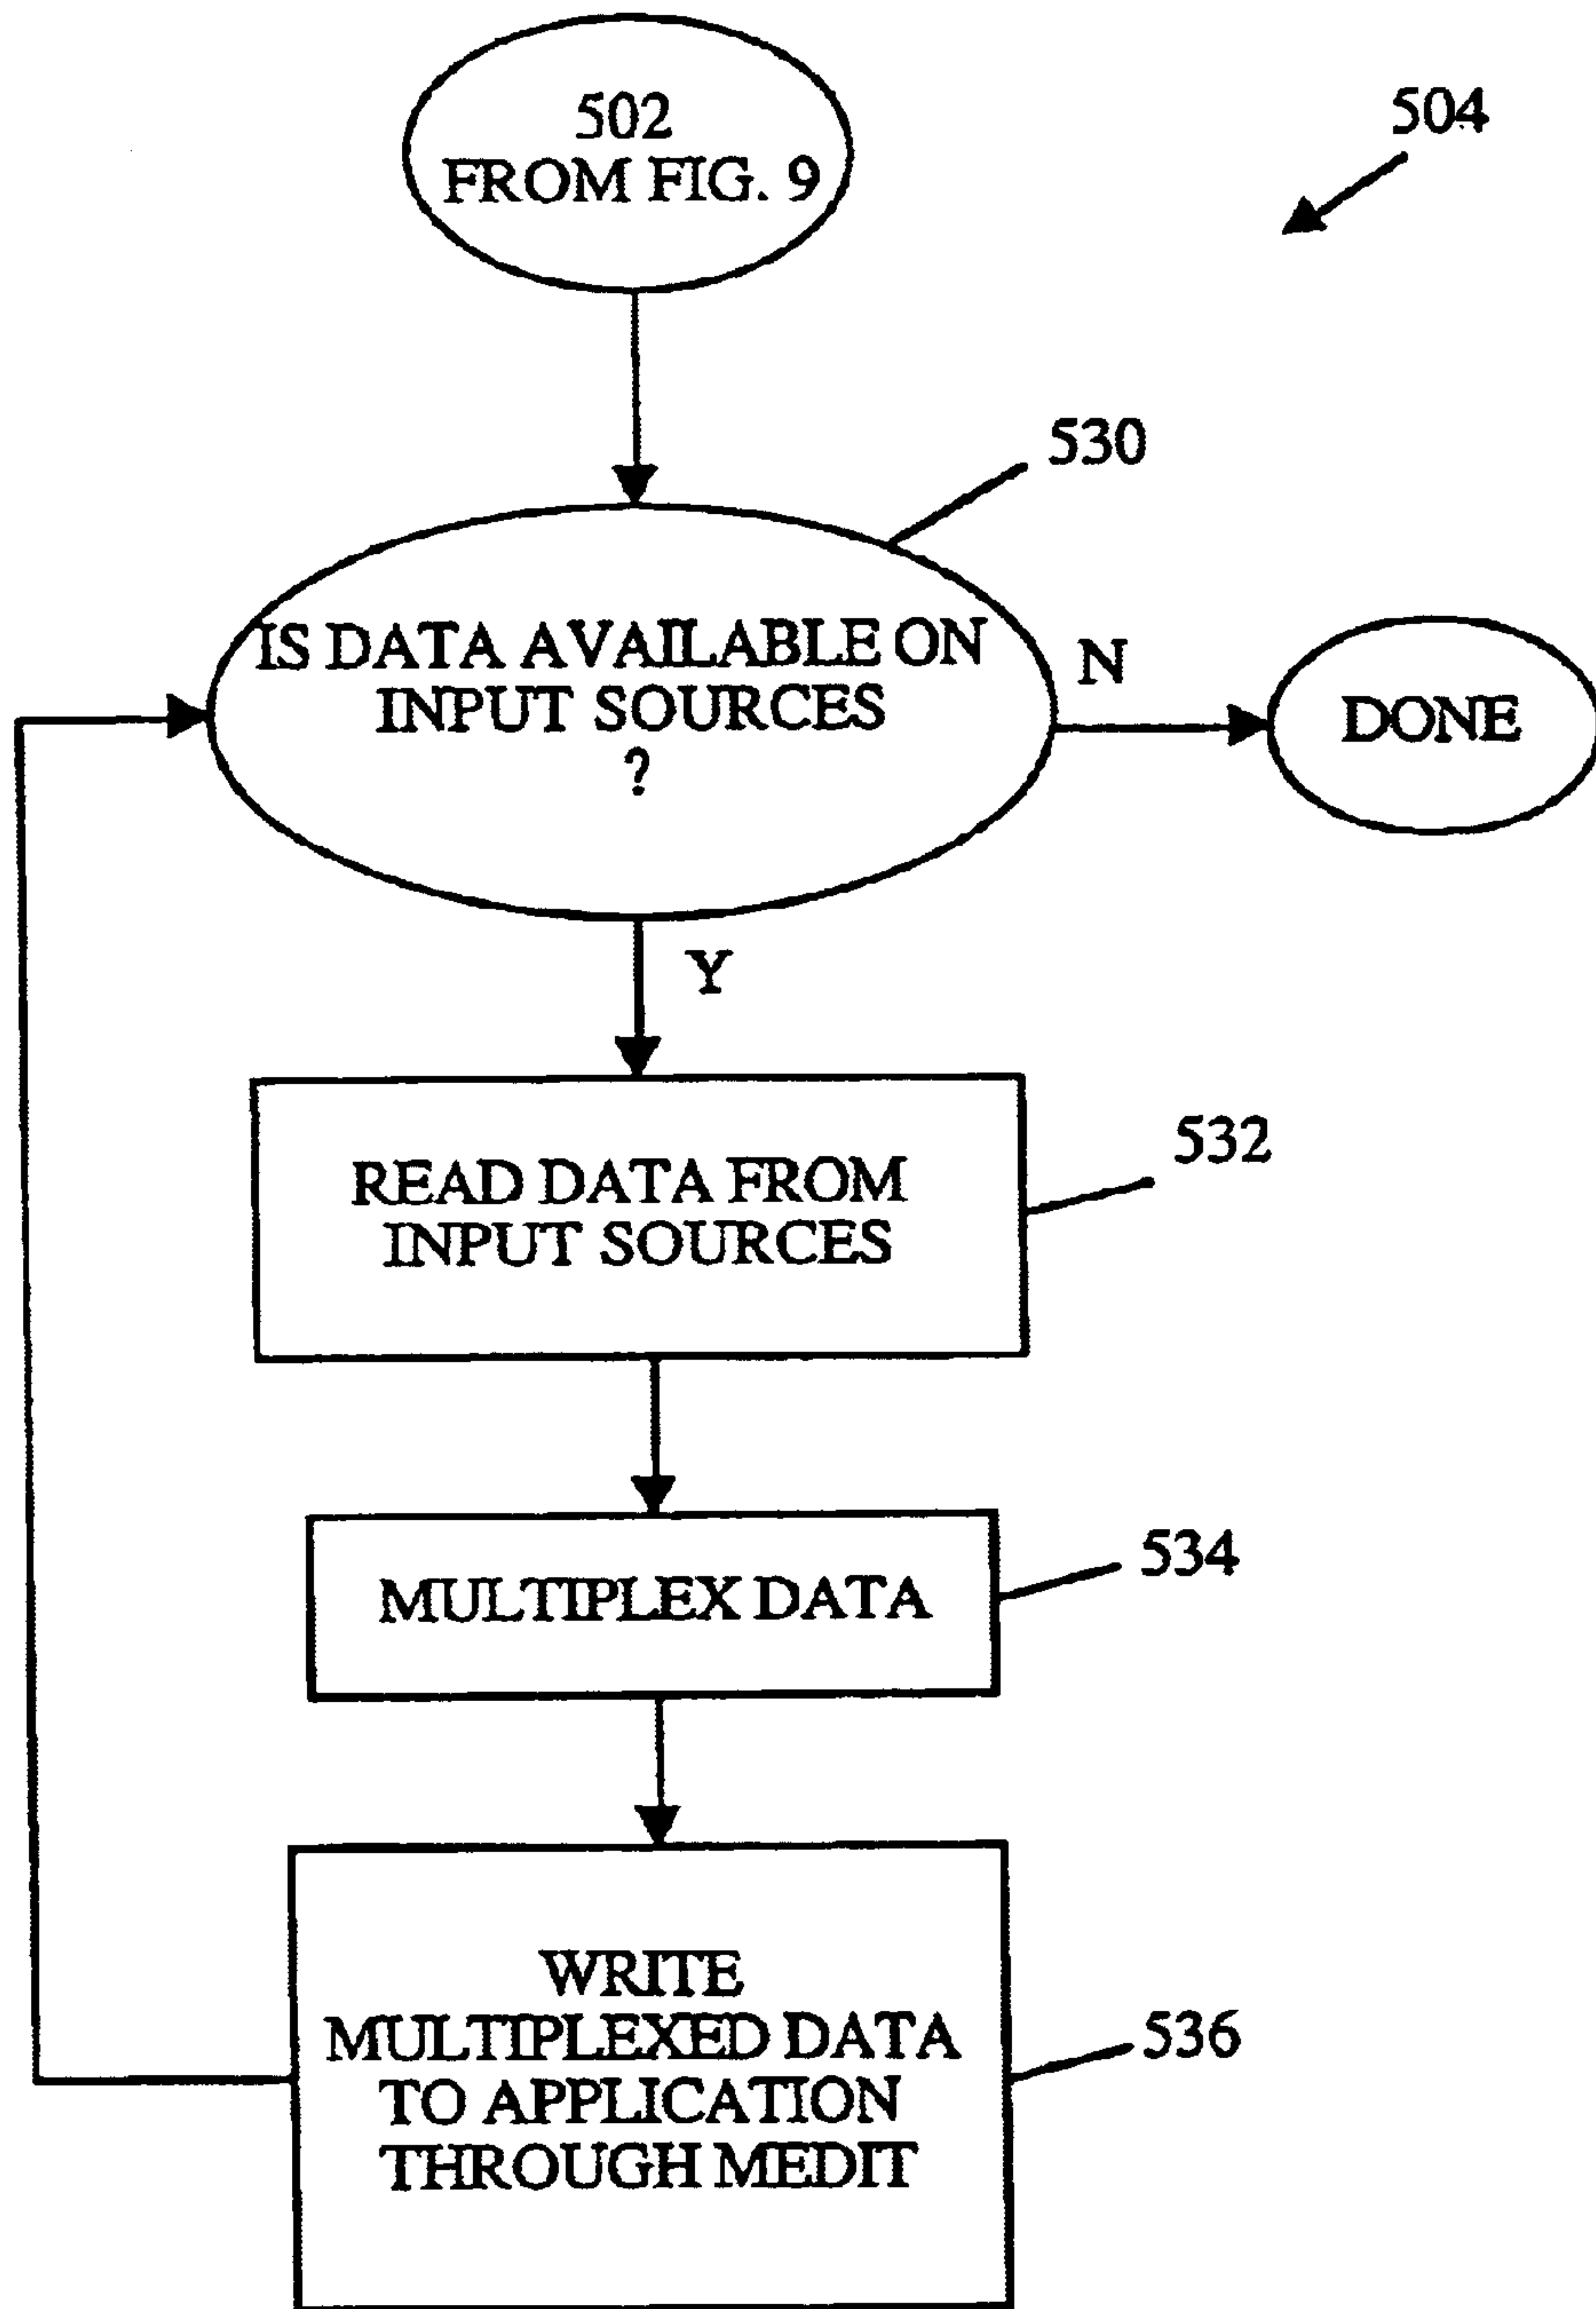 502
FROM FIG. 9
504
530
IS DATA AVAILABLE ON
INPUT SOURCES
?
N
DONE
Y
532
READ DATA FROM
INPUT SOURCES
534
MULTIPLEX DATA
WRITE
MULTIPLEXED DATA
TO APPLICATION
THROUGH MEDIT
536